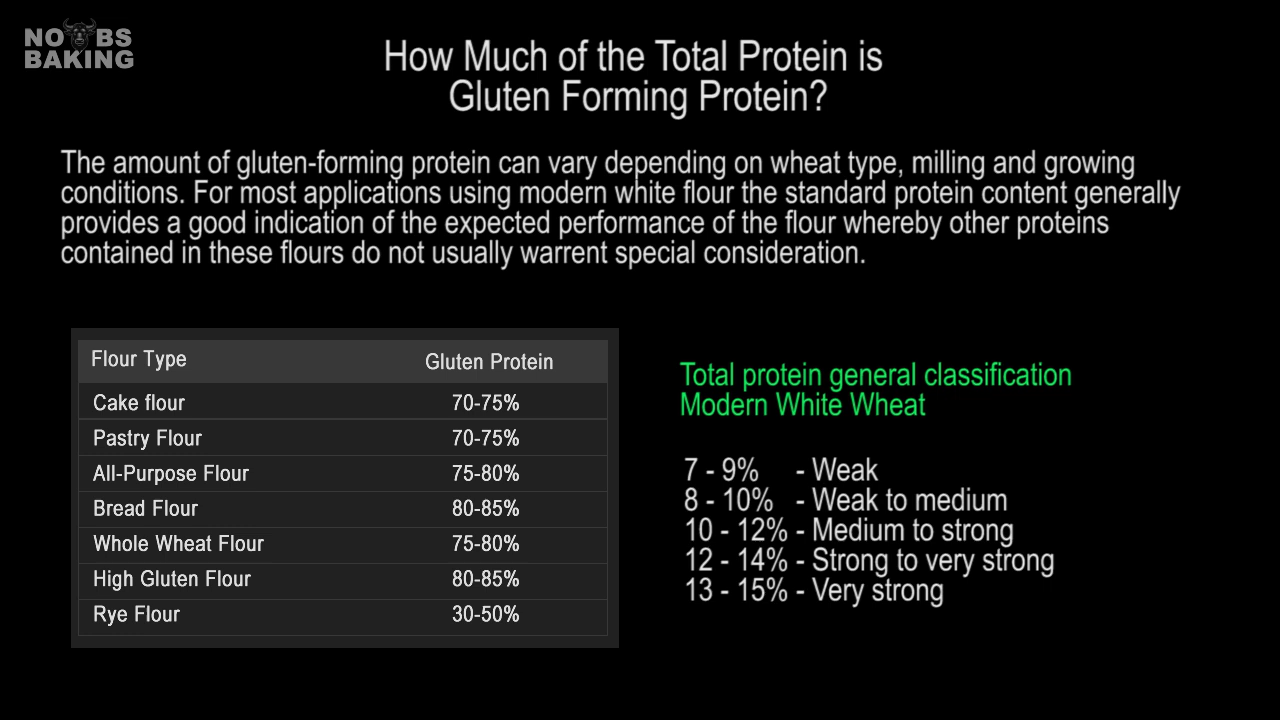 NO BS
BAKING
How Much of the Total Protein is
Gluten Forming Protein?
The amount of gluten-forming protein can vary depending on wheat type, milling and growing
conditions. For most applications using modern white flour the standard protein content generally
provides a good indication of the expected performance of the flour whereby other proteins
contained in these flours do not usually warrent special consideration.
Flour Type Gluten Protein
Cake flour 70-75%
Pastry Flour 70-75%
All-Purpose Flour 75-80%
Bread Flour 80-85%
Whole Wheat Flour 75-80%
High Gluten Flour 80-85%
Rye Flour 30-50%
Total protein general classification
Modern White Wheat
7 - 9% - Weak
8 - 10% - Weak to medium
10 - 12% - Medium to strong
12 - 14% - Strong to very strong
13 - 15% - Very strong